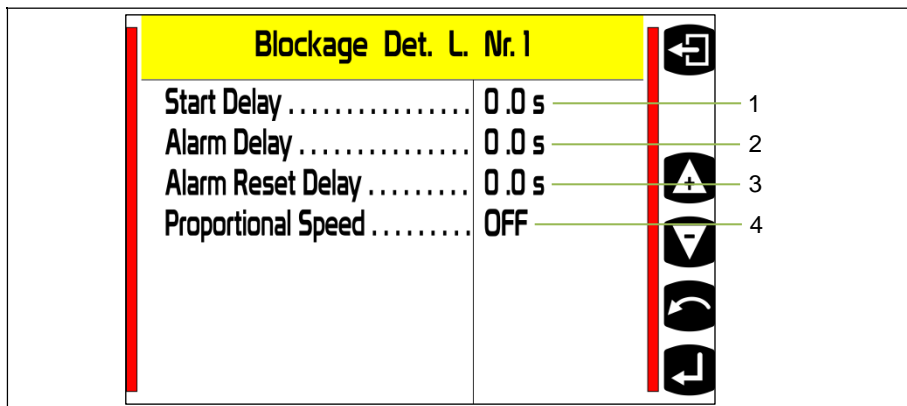 Blockage Det. L. Nr. 1
Start Delay ................ 0.0 s 1
Alarm Delay ............... 0.0 s 2
Alarm Reset Delay ......... 0.0 s 3
Proportional Speed ......... OFF 4
+
-